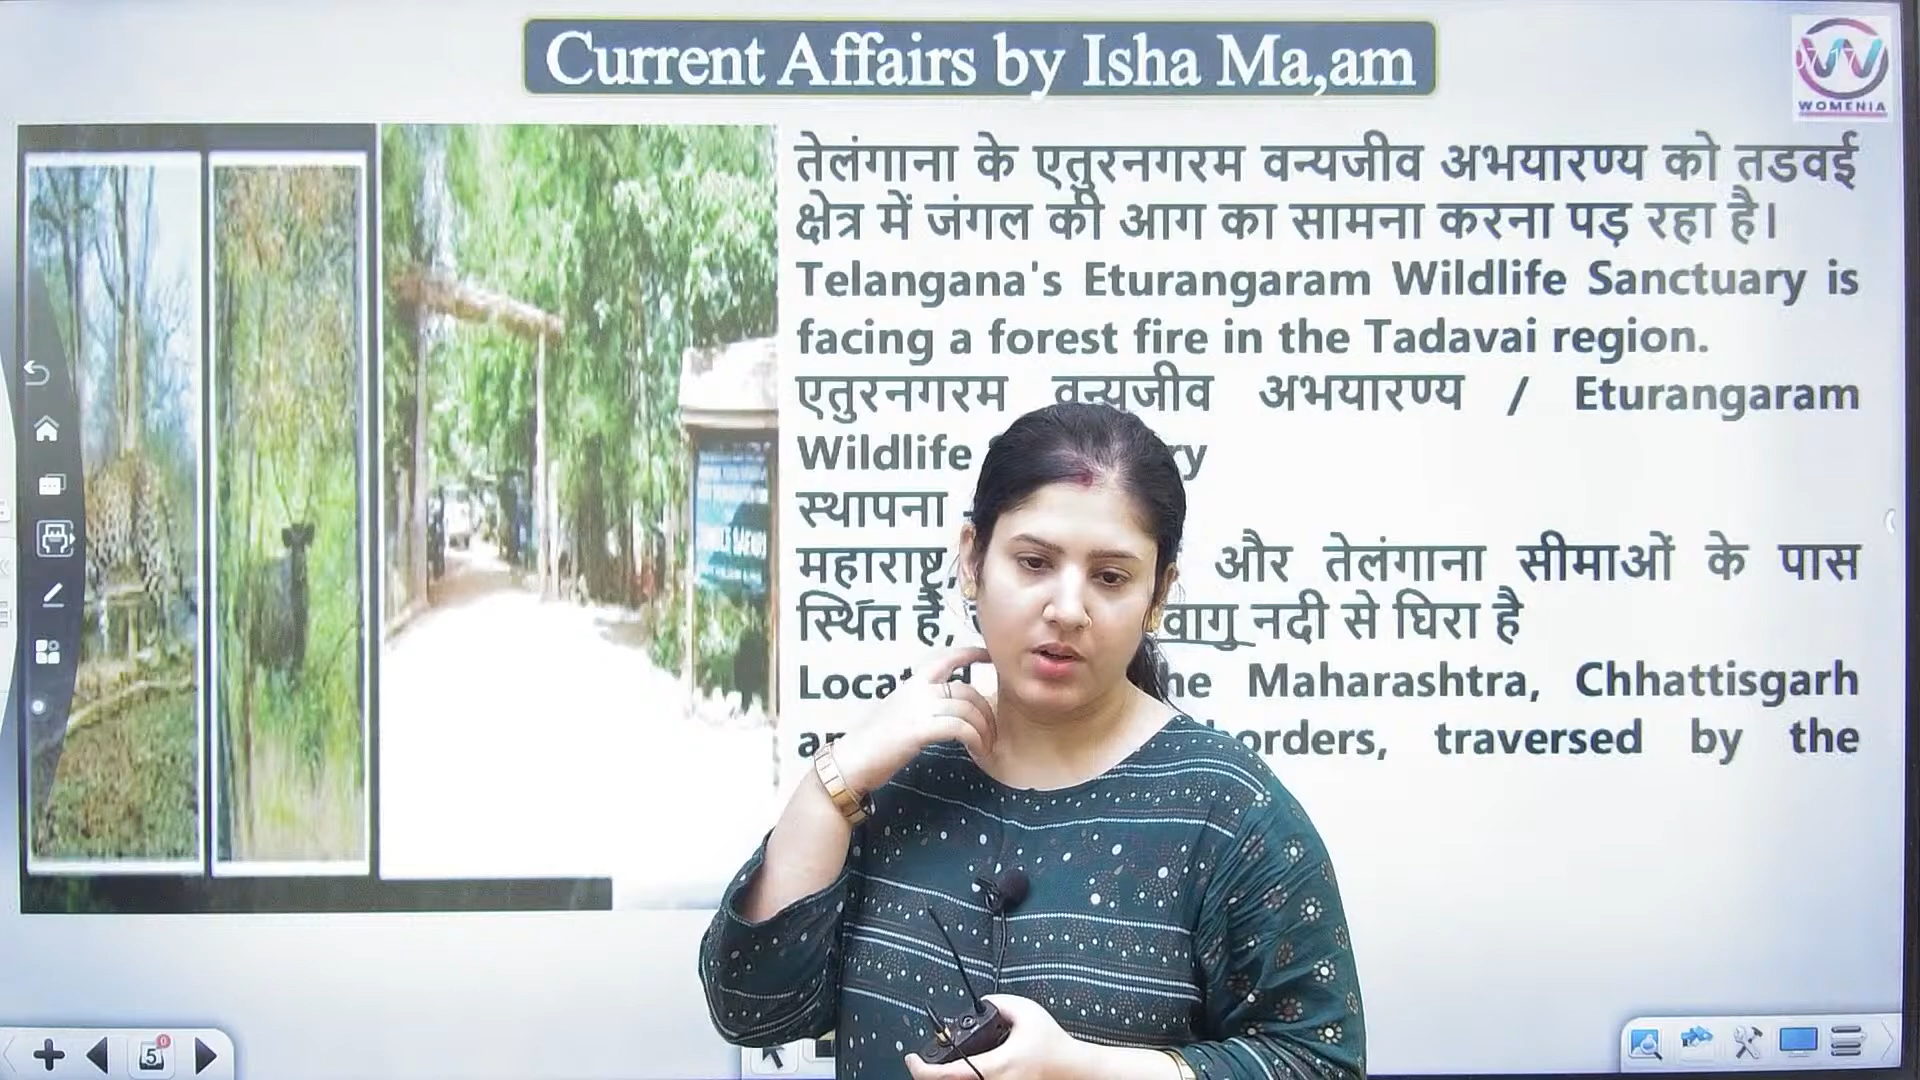 Current Affairs by Isha Ma,am
WOMENIA
तेलंगाना के एतुरनगरम वन्यजीव अभयारण्य को तडवई
क्षेत्र में जंगल की आग का सामना करना पड़ रहा है।
Telangana's Eturangaram Wildlife Sanctuary is
facing a forest fire in the Tadavai region.
एतुरनगरम वन्यजीव अभयारण्य / Eturangaram
Wildlife
स्थापना
महाराष्ट्र, और तेलंगाना सीमाओं के पास
स्थित है, वागु नदी से घिरा है
Maharashtra, Chhattisgarh
traversed by the
5